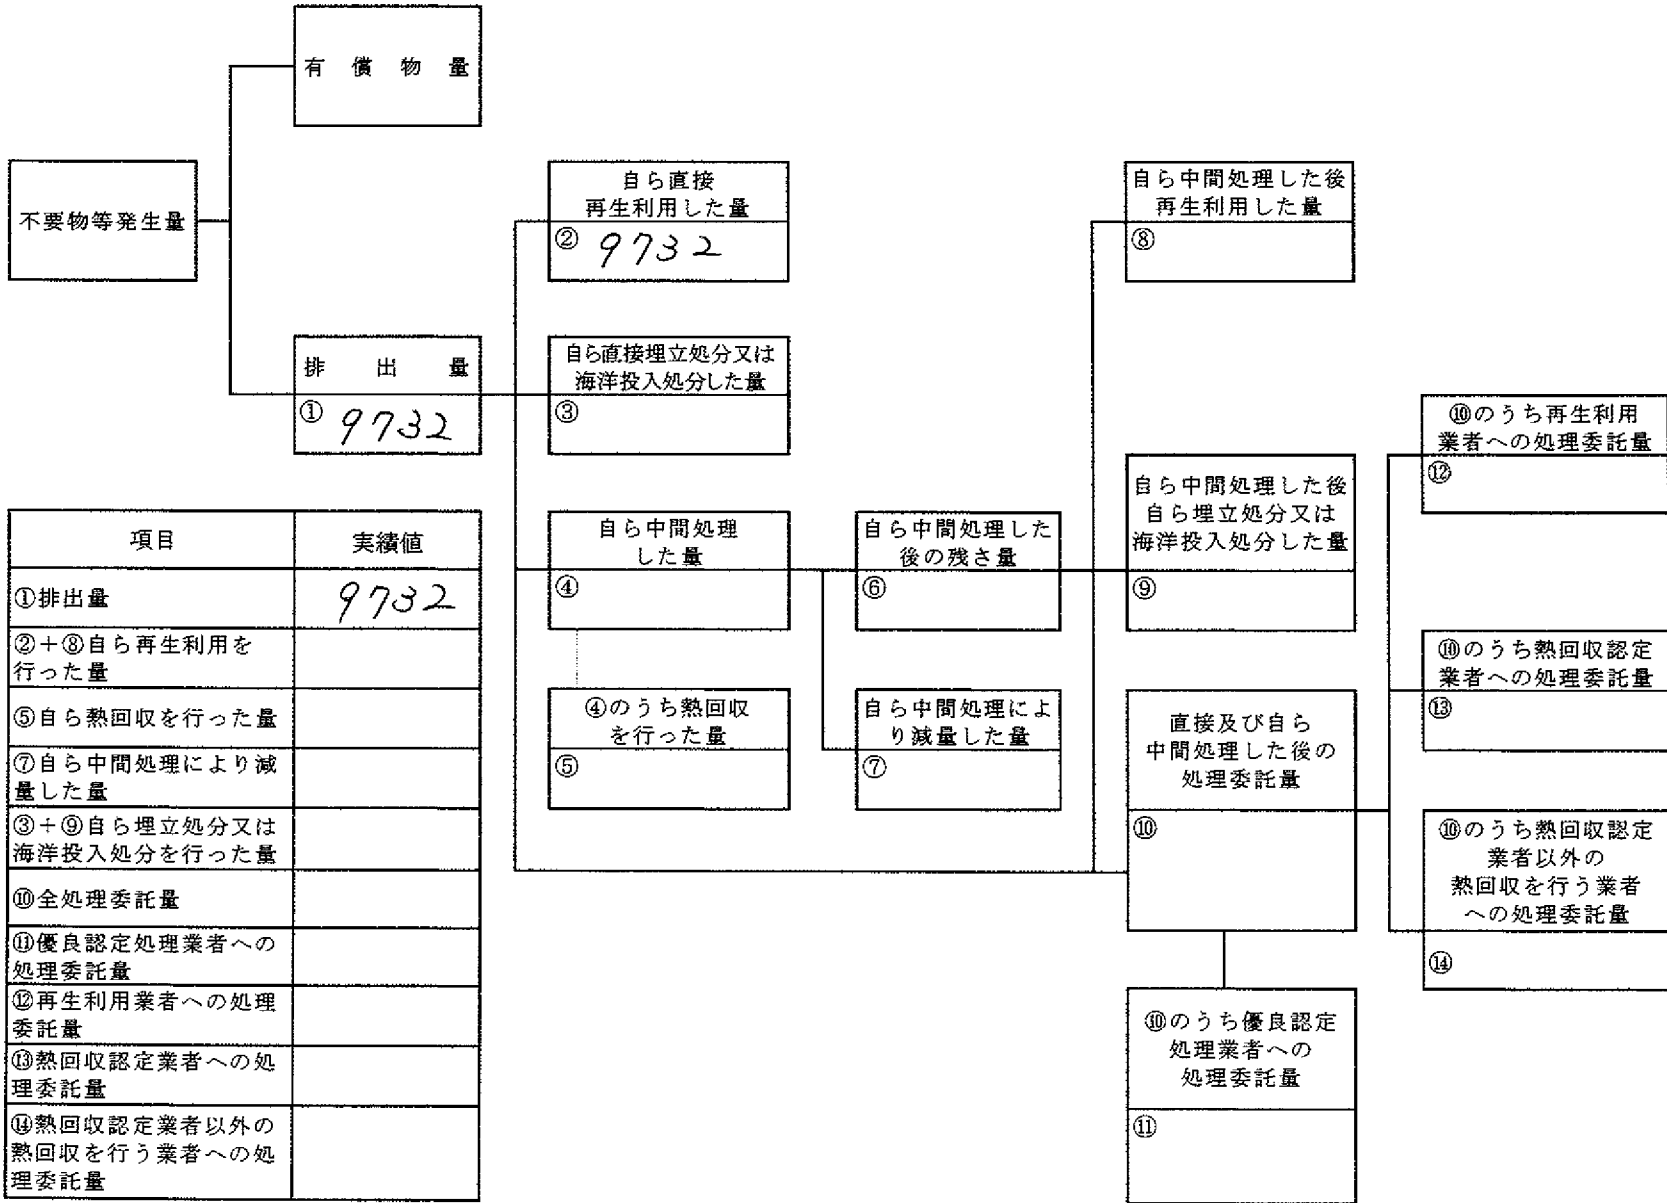 有償物量
不要物等発生量
自ら直接
再生利用した量
② 9732
自ら中間処理した後
再生利用した量
⑧
排出量
① 9732
自ら直接埋立処分又は
海洋投入処分した量
③
⑩のうち再生利用
業者への処理委託量
⑫
自ら中間処理した後
自ら埋立処分又は
海洋投入処分した量
⑨
自ら中間処理
した量
④
自ら中間処理した
後の残さ量
⑥
⑩のうち熱回収認定
業者への処理委託量
⑬
④のうち熱回収
を行った量
⑤
自ら中間処理によ
り減量した量
⑦
直接及び自ら
中間処理した後の
処理委託量
⑩
⑩のうち熱回収認定
業者以外の
熱回収を行う業者
への処理委託量
⑭
⑩のうち優良認定
処理業者への
処理委託量
⑪
項目 実績値
①排出量 9732
②+⑧自ら再生利用を
行った量
⑤自ら熱回収を行った量
⑦自ら中間処理により減
量した量
③+⑨自ら埋立処分又は
海洋投入処分を行った量
⑩全処理委託量
⑪優良認定処理業者への
処理委託量
⑫再生利用業者への処理
委託量
⑬熱回収認定業者への処
理委託量
⑭熱回収認定業者以外の
熱回収を行う業者への処
理委託量